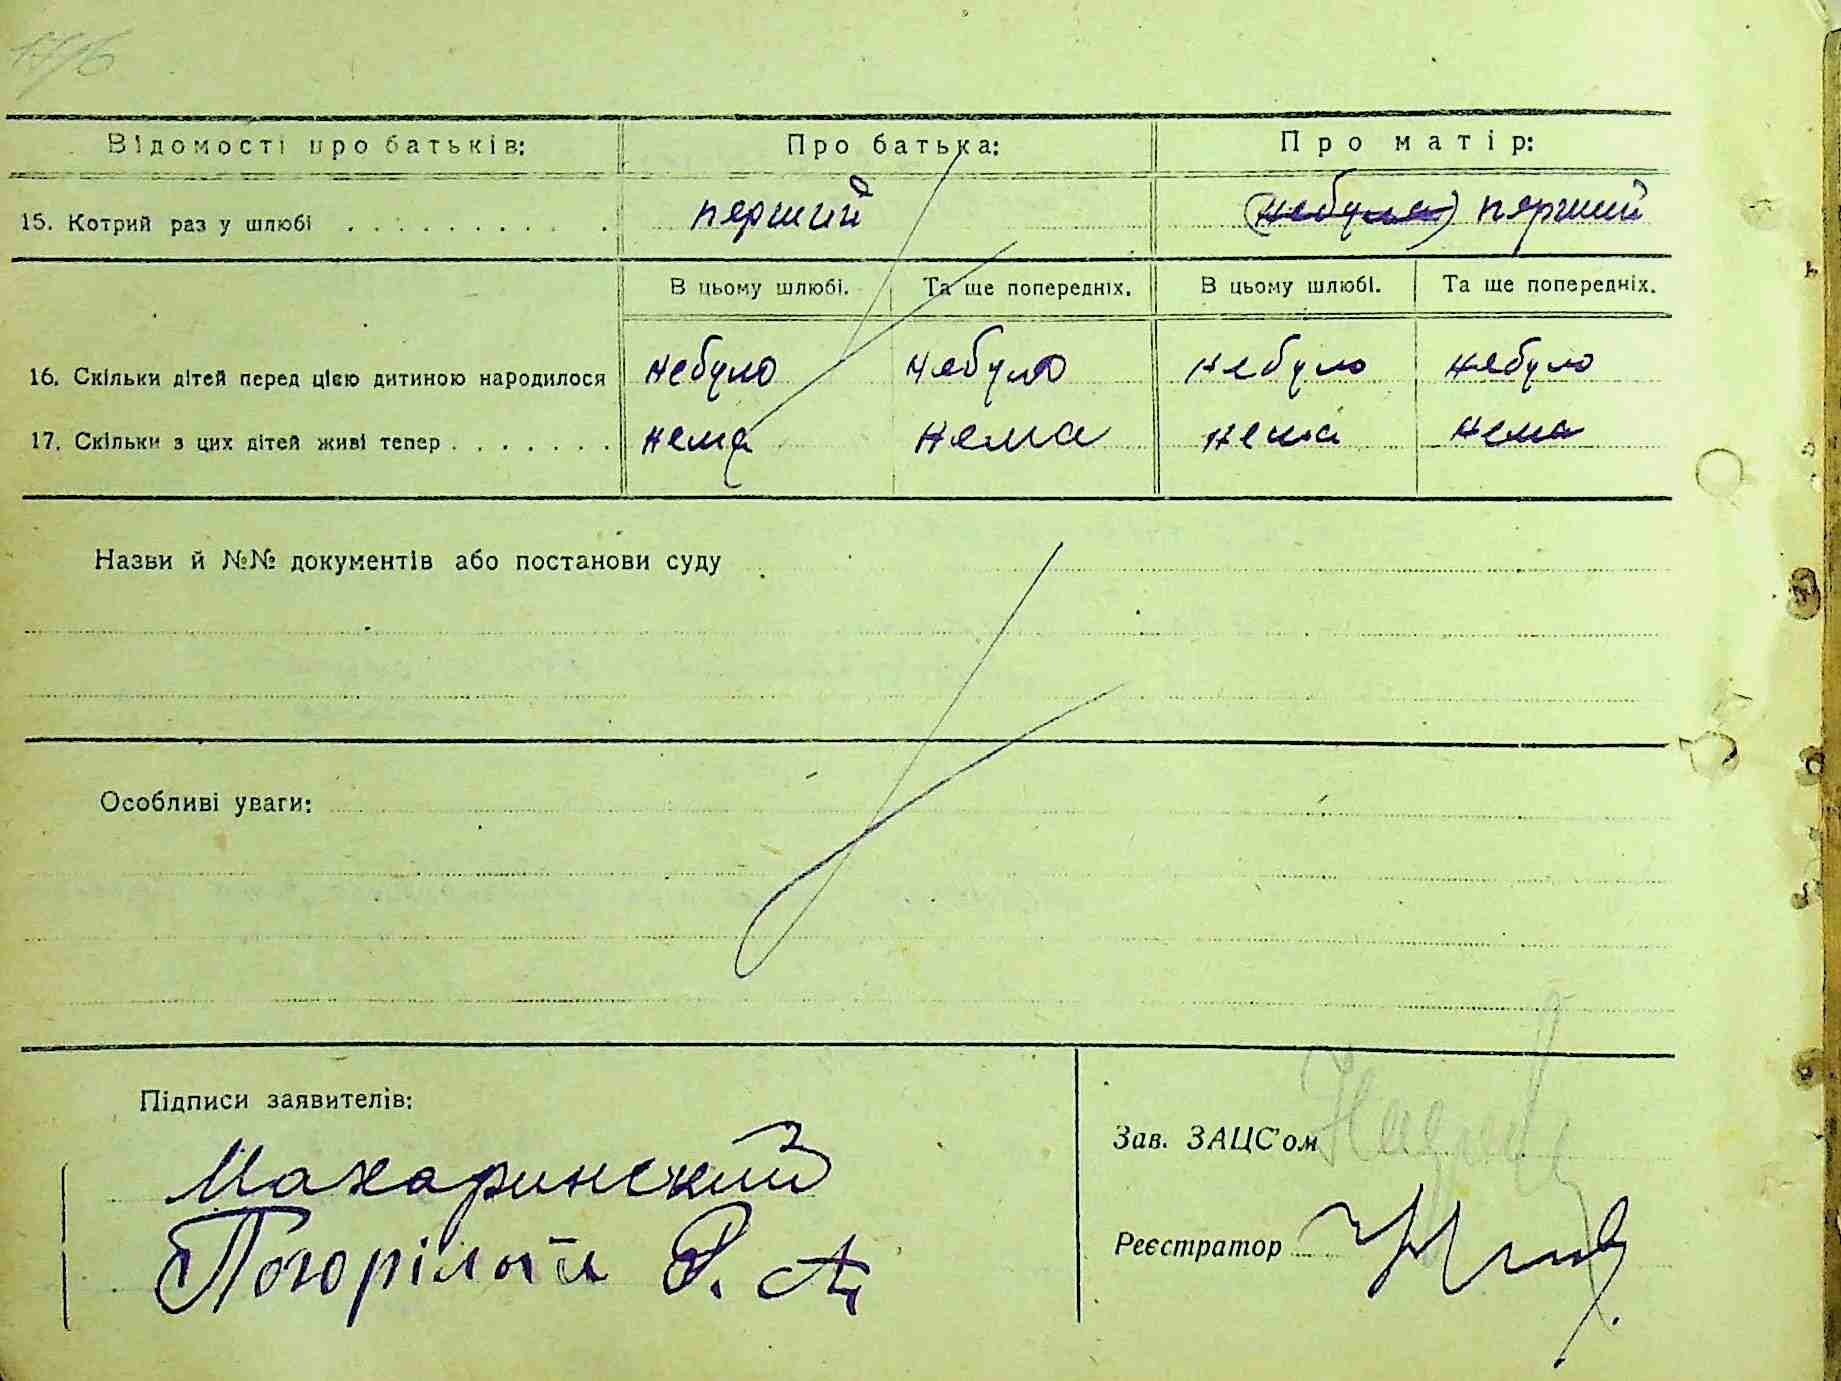 Відомості про батьків: Про батька: Про матір:
15. Котрий раз у шлюбі . . . . . . . . . . перший (небула) перший
В цьому шлюбі. Та ще попередніх. В цьому шлюбі. Та ще попередніх.
16. Скільки дітей перед цією дитиною народилося небуло небуло небуло небуло
17. Скільки з цих дітей живі тепер . . . . . . . нема нема нема нема
Назви й №№ документів або постанови суду
Особливі уваги:
Підписи заявителів:
Зав. ЗАЦС'ом
Махаринский
Реєстратор